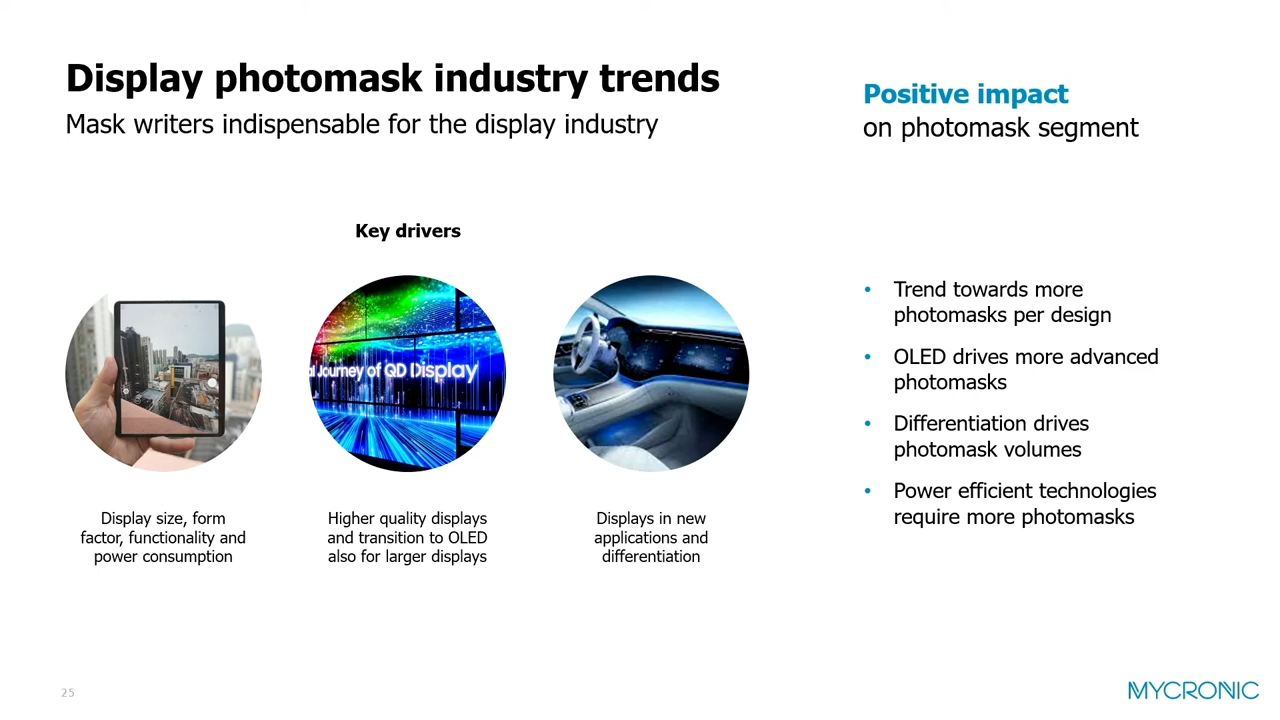 Display photomask industry trends
Mask writers indispensable for the display industry
Positive impact
on photomask segment
Key drivers
al Journey of QD Display
Display size, form
factor, functionality and
power consumption
Higher quality displays
and transition to OLED
also for larger displays
Displays in new
applications and
differentiation
• Trend towards more
photomasks per design
• OLED drives more advanced
photomasks
• Differentiation drives
photomask volumes
• Power efficient technologies
require more photomasks
25
MYCRONIC